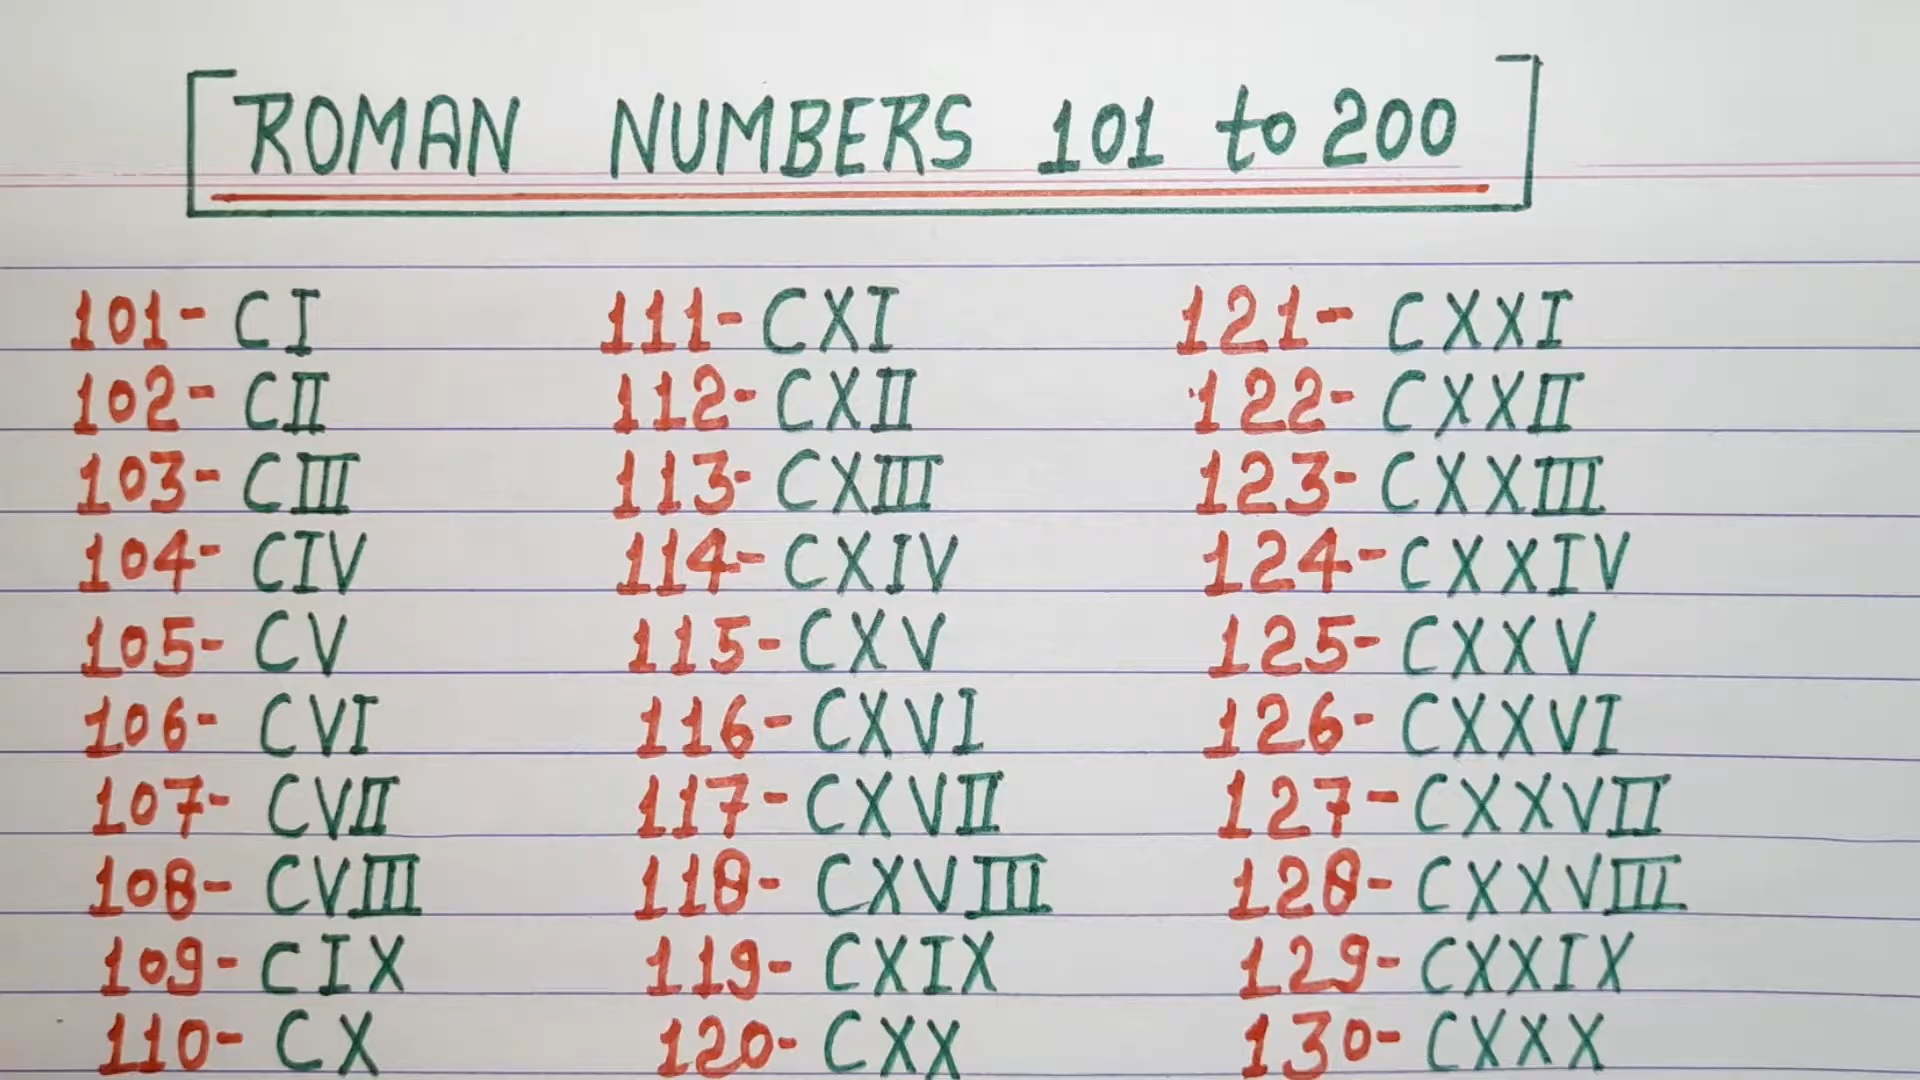 ROMAN NUMBERS 101 to 200
101- CI 111- CXI 121- CXXI
102- CII 112- CXII 122- CXXII
103- CIII 113- CXIII 123- CXXIII
104- CIV 114- CXIV 124- CXXIV
105- CV 115- CXV 125- CXXV
106- CVI 116- CXVI 126- CXXVI
107- CVII 117- CXVII 127- CXXVII
108- CVIII 118- CXVIII 128- CXXVIII
109- CIX 119- CXIX 129- CXXIX
110- CX 120- CXX 130- CXXX